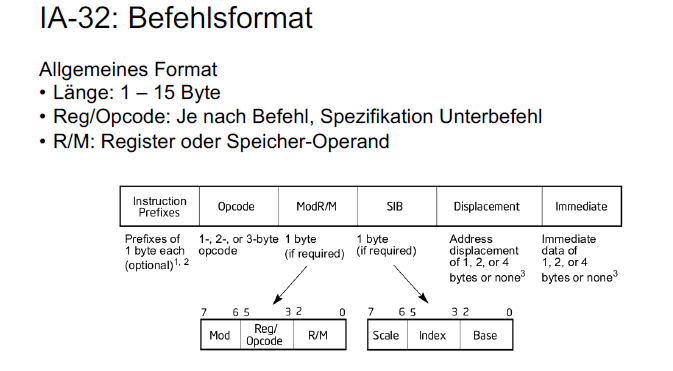 IA-32: Befehlsformat
Allgemeines Format
• Länge: 1 – 15 Byte
• Reg/Opcode: Je nach Befehl, Spezifikation Unterbefehl
• R/M: Register oder Speicher-Operand
Instruction
Prefixes
Opcode
ModR/M
SIB
Displacement
Immediate
Prefixes of
1 byte each
(optional)1, 2
1-, 2-, or 3-byte
opcode
1 byte
(if required)
1 byte
(if required)
Address
displacement
of 1, 2, or 4
bytes or none3
Immediate
data of
1, 2, or 4
bytes or none3
7 6 5 3 2 0
Mod
Reg/
Opcode
R/M
7 6 5 3 2 0
Scale
Index
Base